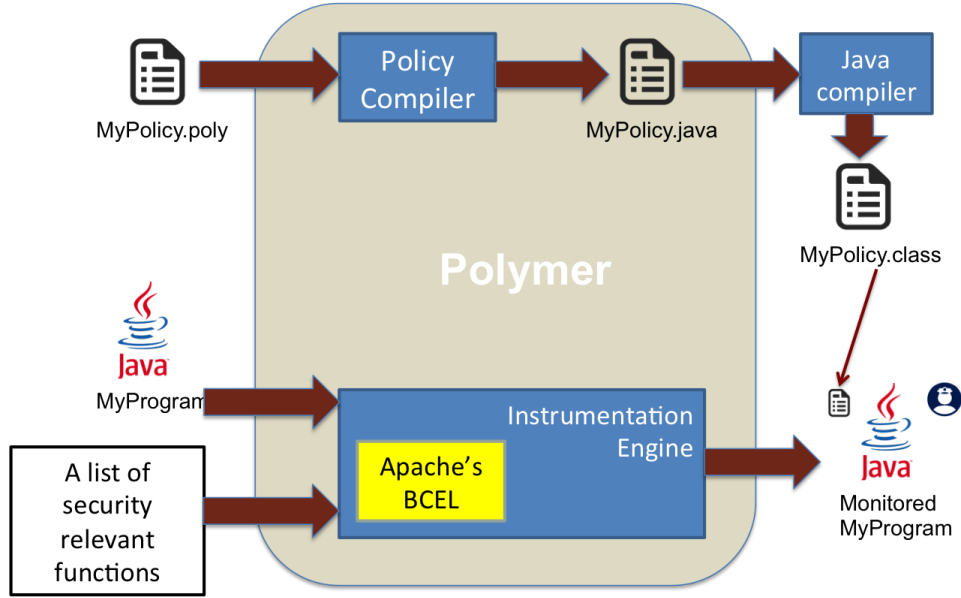 Policy
Compiler
Java
compiler
MyPolicy.poly
MyPolicy.java
MyPolicy.class
Polymer
Java
MyProgram
Instrumentation
Engine
Apache's
BCEL
A list of
security
relevant
functions
Java
Monitored
MyProgram